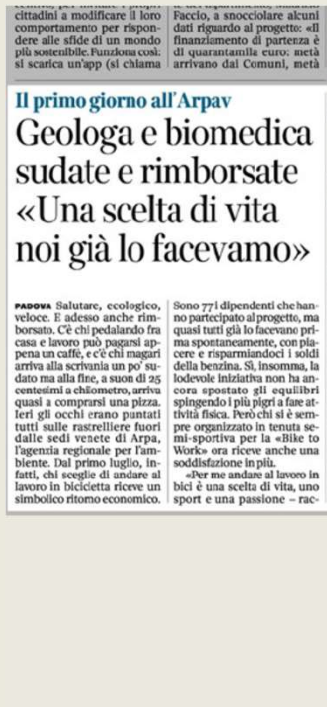 cittadini a modificare il loro
comportamento per rispon-
dere alle sfide di un mondo
più sostenibile. Funziona così:
si scarica un'app (si chiama
Faccio, a snocciolare alcuni
dati riguardo al progetto: «Il
finanziamento di partenza è
di quarantamila euro: metà
arrivano dai Comuni, metà
Il primo giorno all'Arpav
Geologa e biomedica
sudate e rimborsate
«Una scelta di vita
noi già lo facevamo»
PADOVA Salutare, ecologico,
veloce. E adesso anche rim-
borsato. C'è chi pedalando fra
casa e lavoro può pagarsi ap-
pena un caffè, e c'è chi magari
arriva alla scrivania un po' su-
dato ma alla fine, a suon di 25
centesimi a chilometro, arriva
quasi a comprarsi una pizza.
Ieri gli occhi erano puntati
tutti sulle rastrelliere fuori
dalle sedi venete di Arpa,
l'agenzia regionale per l'am-
biente. Dal primo luglio, in-
fatti, chi sceglie di andare al
lavoro in bicicletta riceve un
simbolico ritorno economico.
Sono 77 i dipendenti che han-
no partecipato al progetto, ma
quasi tutti già lo facevano pri-
ma spontaneamente, con pia-
cere e risparmiandoci i soldi
della benzina. Sì, insomma, la
lodevole iniziativa non ha an-
cora spostato gli equilibri
spingendo i più pigri a fare at-
tività fisica. Però chi si è sem-
pre organizzato in tenuta se-
mi-sportiva per la «Bike to
Work» ora riceve anche una
soddisfazione in più.
«Per me andare al lavoro in
bici è una scelta di vita, uno
sport e una passione – rac-